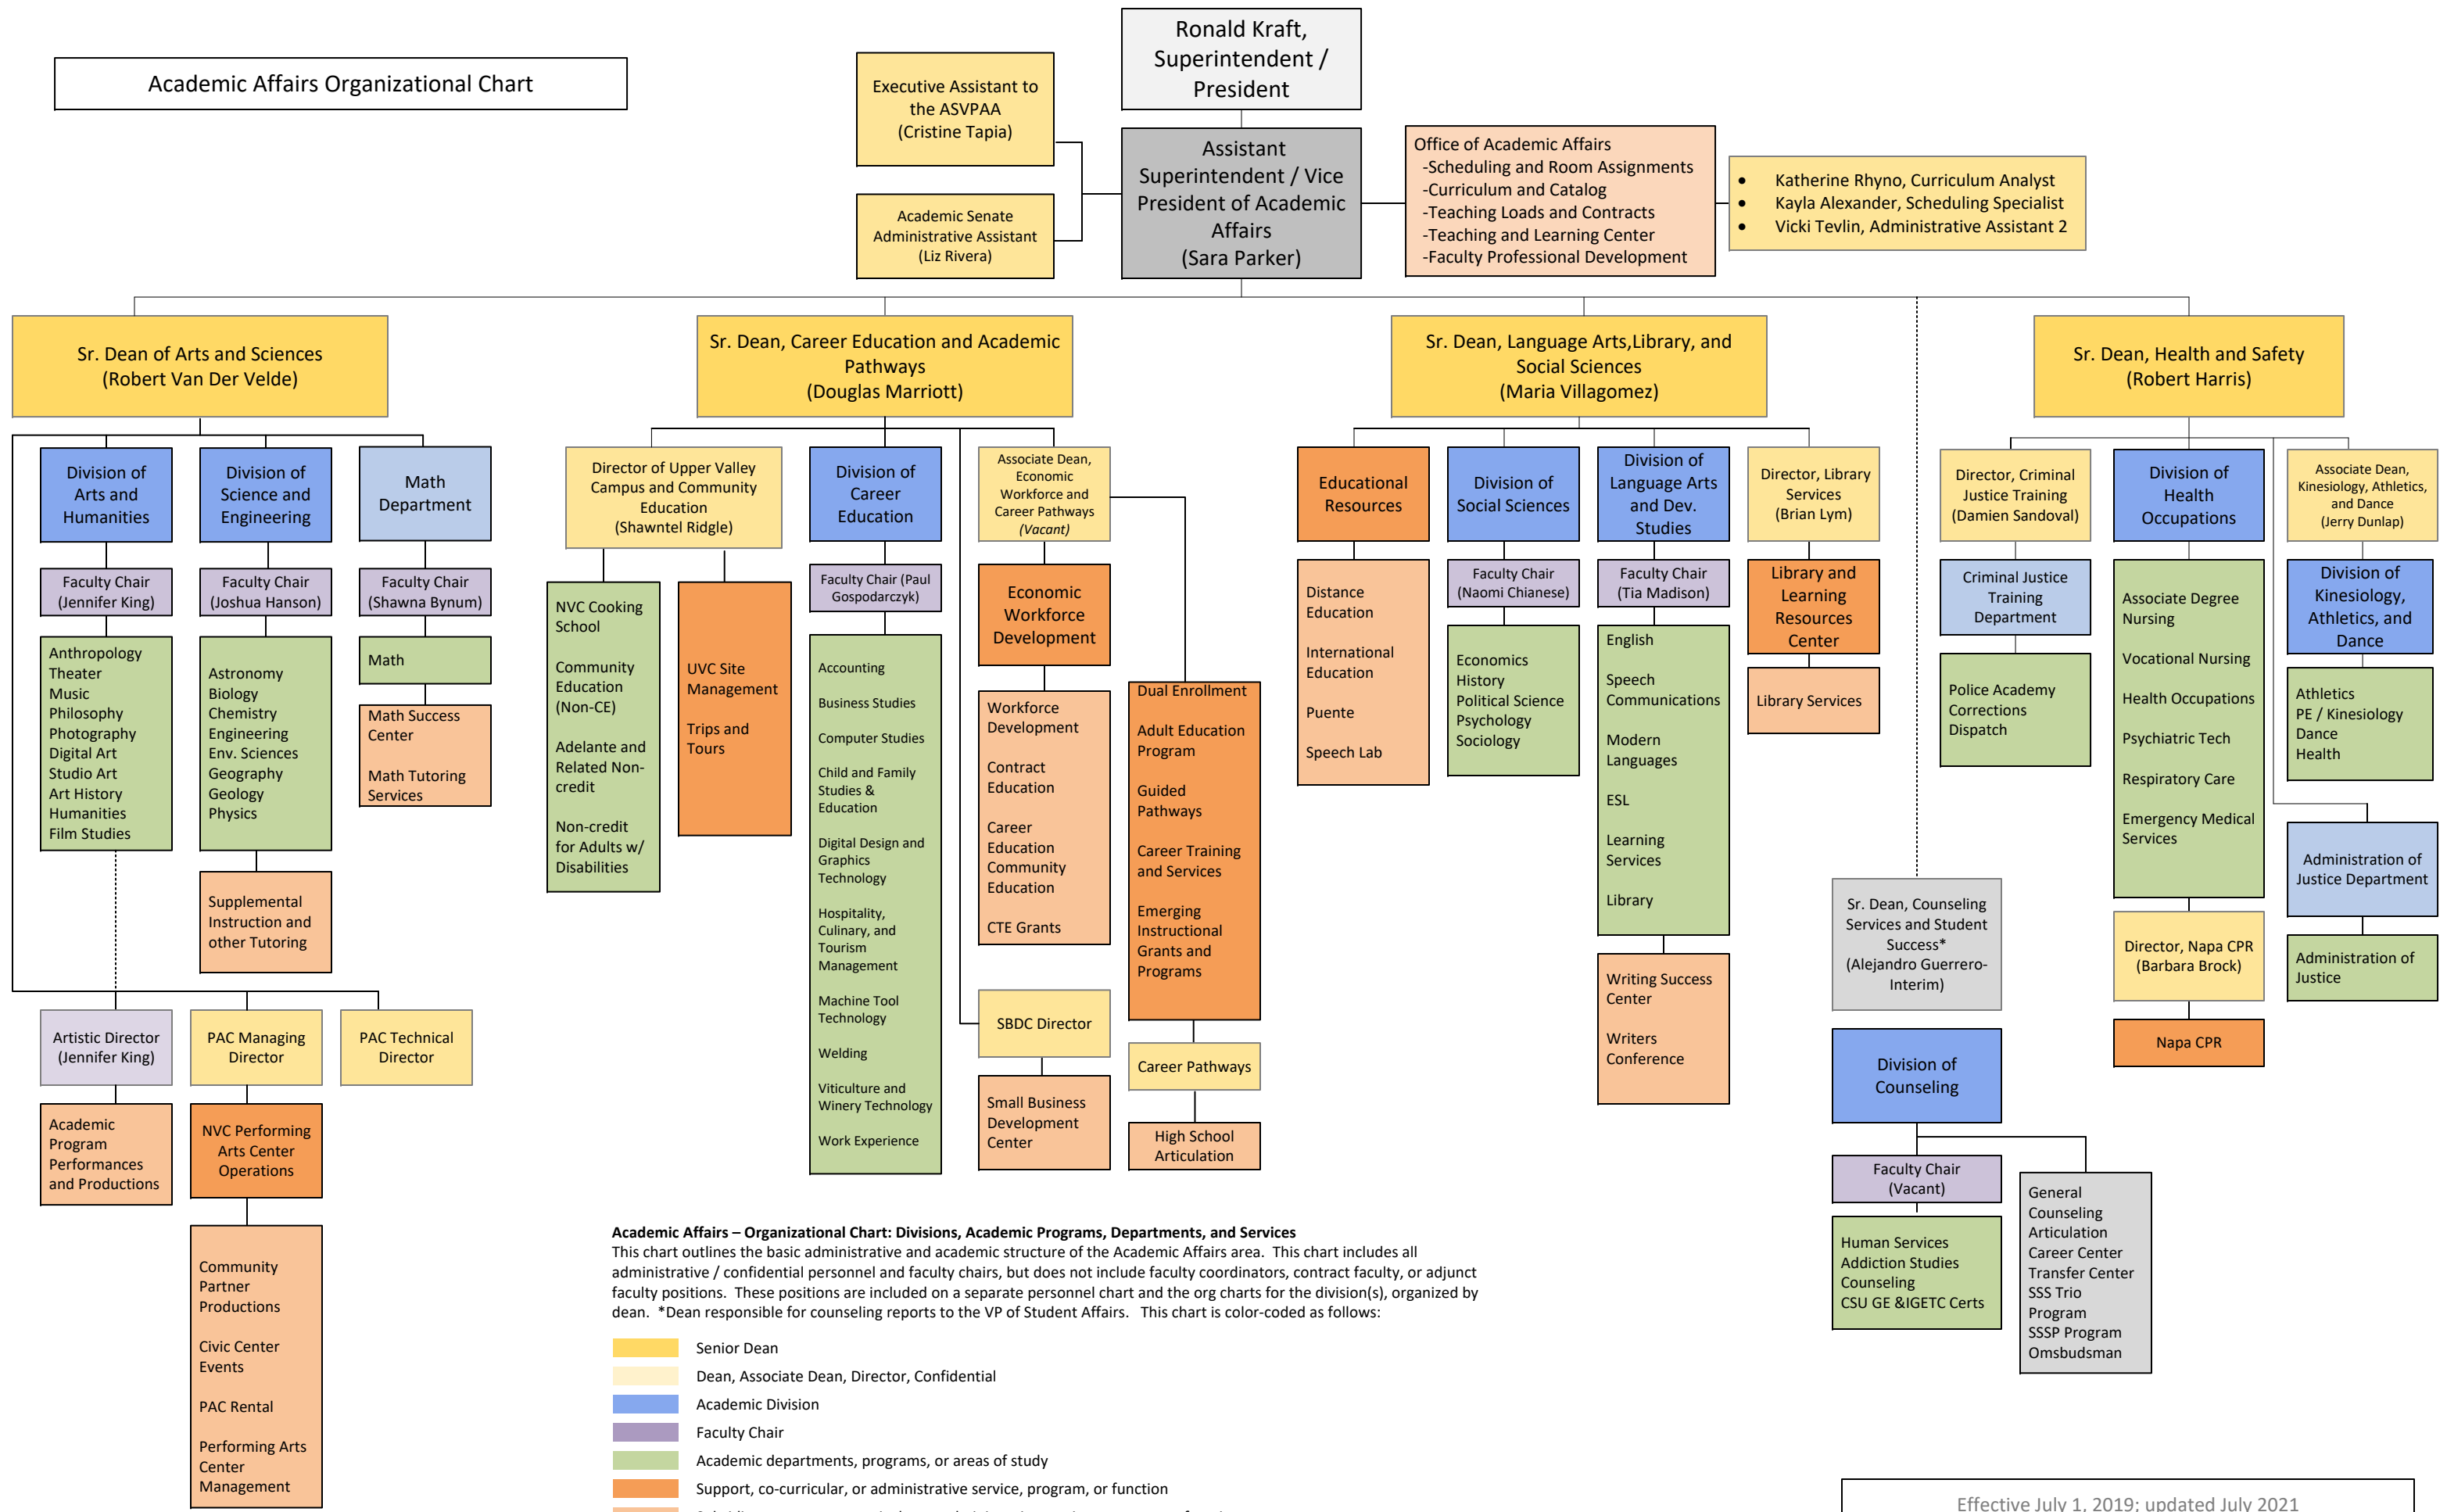 Academic Affairs Organizational Chart
Ronald Kraft,
Superintendent /
President
Executive Assistant to
the ASVPAA
(Cristine Tapia)
Academic Senate
Administrative Assistant
(Liz Rivera)
Assistant
Superintendent / Vice
President of Academic
Affairs
(Sara Parker)
Office of Academic Affairs
-Scheduling and Room Assignments
-Curriculum and Catalog
-Teaching Loads and Contracts
-Teaching and Learning Center
-Faculty Professional Development
• Katherine Rhyno, Curriculum Analyst
• Kayla Alexander, Scheduling Specialist
• Vicki Tevlin, Administrative Assistant 2
Sr. Dean of Arts and Sciences
(Robert Van Der Velde)
Division of
Arts and
Humanities
Faculty Chair
(Jennifer King)
Anthropology
Theater
Music
Philosophy
Photography
Digital Art
Studio Art
Art History
Humanities
Film Studies
Division of
Science and
Engineering
Faculty Chair
(Joshua Hanson)
Astronomy
Biology
Chemistry
Engineering
Env. Sciences
Geography
Geology
Physics
Supplemental
Instruction and
other Tutoring
Math
Department
Faculty Chair
(Shawna Bynum)
Math
Math Success
Center
Math Tutoring
Services
Artistic Director
(Jennifer King)
Academic
Program
Performances
and Productions
PAC Managing
Director
NVC Performing
Arts Center
Operations
Community
Partner
Productions
Civic Center
Events
PAC Rental
Performing Arts
Center
Management
PAC Technical
Director
Sr. Dean, Career Education and Academic
Pathways
(Douglas Marriott)
Director of Upper Valley
Campus and Community
Education
(Shawntel Ridgle)
NVC Cooking
School
Community
Education
(Non-CE)
Adelante and
Related Non-
credit
Non-credit
for Adults w/
Disabilities
UVC Site
Management
Trips and
Tours
Division of
Career
Education
Faculty Chair (Paul
Gospodarczyk)
Accounting
Business Studies
Computer Studies
Child and Family
Studies &
Education
Digital Design and
Graphics
Technology
Hospitality,
Culinary, and
Tourism
Management
Machine Tool
Technology
Welding
Viticulture and
Winery Technology
Work Experience
Associate Dean,
Economic
Workforce and
Career Pathways
(Vacant)
Economic
Workforce
Development
Workforce
Development
Contract
Education
Career
Education
Community
Education
CTE Grants
SBDC Director
Small Business
Development
Center
Dual Enrollment
Adult Education
Program
Guided
Pathways
Career Training
and Services
Emerging
Instructional
Grants and
Programs
Career Pathways
High School
Articulation
Sr. Dean, Language Arts,Library, and
Social Sciences
(Maria Villagomez)
Educational
Resources
Distance
Education
International
Education
Puente
Speech Lab
Division of
Social Sciences
Faculty Chair
(Naomi Chianese)
Economics
History
Political Science
Psychology
Sociology
Division of
Language Arts
and Dev.
Studies
Faculty Chair
(Tia Madison)
English
Speech
Communications
Modern
Languages
ESL
Learning
Services
Library
Writing Success
Center
Writers
Conference
Director, Library
Services
(Brian Lym)
Library and
Learning
Resources
Center
Library Services
Sr. Dean, Counseling
Services and Student
Success*
(Alejandro Guerrero-
Interim)
Division of
Counseling
Faculty Chair
(Vacant)
Human Services
Addiction Studies
Counseling
CSU GE &IGETC Certs
General
Counseling
Articulation
Career Center
Transfer Center
SSS Trio
Program
SSSP Program
Omsbudsman
Sr. Dean, Health and Safety
(Robert Harris)
Director, Criminal
Justice Training
(Damien Sandoval)
Criminal Justice
Training
Department
Police Academy
Corrections
Dispatch
Division of
Health
Occupations
Associate Degree
Nursing
Vocational Nursing
Health Occupations
Psychiatric Tech
Respiratory Care
Emergency Medical
Services
Director, Napa CPR
(Barbara Brock)
Napa CPR
Associate Dean,
Kinesiology, Athletics,
and Dance
(Jerry Dunlap)
Division of
Kinesiology,
Athletics, and
Dance
Athletics
PE / Kinesiology
Dance
Health
Administration of
Justice Department
Administration of
Justice
Academic Affairs – Organizational Chart: Divisions, Academic Programs, Departments, and Services
This chart outlines the basic administrative and academic structure of the Academic Affairs area. This chart includes all
administrative / confidential personnel and faculty chairs, but does not include faculty coordinators, contract faculty, or adjunct
faculty positions. These positions are included on a separate personnel chart and the org charts for the division(s), organized by
dean. *Dean responsible for counseling reports to the VP of Student Affairs. This chart is color-coded as follows:
Senior Dean
Dean, Associate Dean, Director, Confidential
Academic Division
Faculty Chair
Academic departments, programs, or areas of study
Support, co-curricular, or administrative service, program, or function
Effective July 1, 2019; updated July 2021